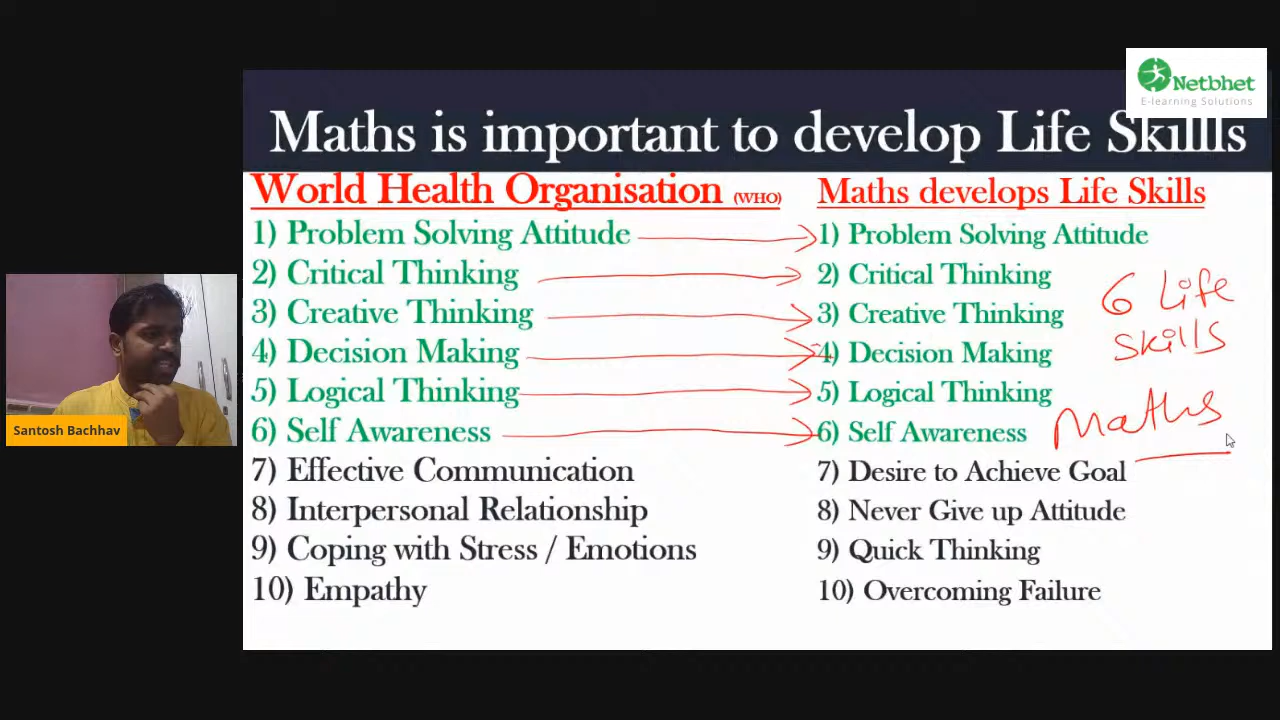 Netbhet
E-learning Solutions
Maths is important to develop Life Skills
World Health Organisation (WHO)
1) Problem Solving Attitude
2) Critical Thinking
3) Creative Thinking
4) Decision Making
5) Logical Thinking
6) Self Awareness
7) Effective Communication
8) Interpersonal Relationship
9) Coping with Stress / Emotions
10) Empathy
Maths develops Life Skills
1) Problem Solving Attitude
2) Critical Thinking
3) Creative Thinking
4) Decision Making
5) Logical Thinking
6) Self Awareness
7) Desire to Achieve Goal
8) Never Give up Attitude
9) Quick Thinking
10) Overcoming Failure
6 Life
skills
Maths
Santosh Bachhav